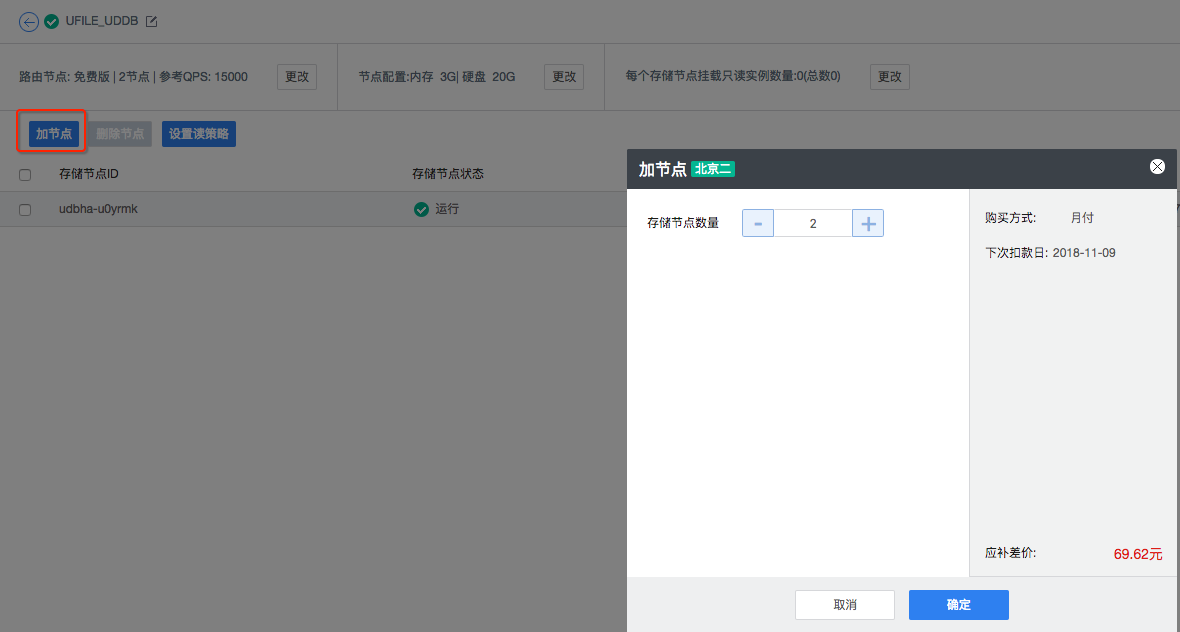 UFILE_UDDB
路由节点: 免费版 | 2节点 | 参考QPS: 15000 更改 节点配置:内存 3G| 硬盘 20G 更改 每个存储节点挂载只读实例数量:0(总数0) 更改
加节点 删除节点 设置读策略
存储节点ID 存储节点状态
udbha-u0yrmk 运行
加节点 北京二
存储节点数量 - 2 +
购买方式: 月付
下次扣款日: 2018-11-09
应补差价: 69.62元
取消 确定